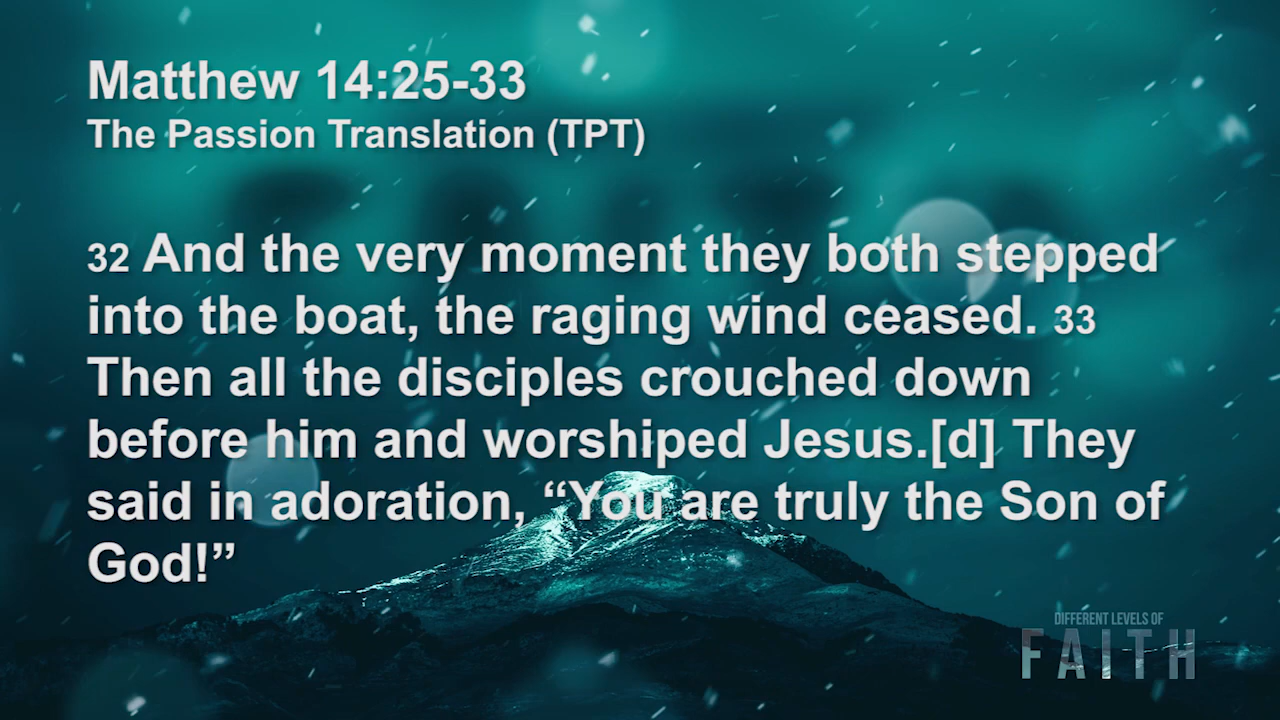 Matthew 14:25-33
The Passion Translation (TPT)
32 And the very moment they both stepped
into the boat, the raging wind ceased. 33
Then all the disciples crouched down
before him and worshiped Jesus.[d] They
said in adoration, “You are truly the Son of
God!”
DIFFERENT LEVELS OF
FAITH